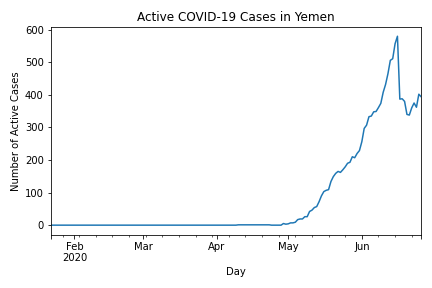 Active COVID-19 Cases in Yemen
Number of Active Cases
600
500
400
300
200
100
0
Feb Mar Apr May Jun
2020
Day